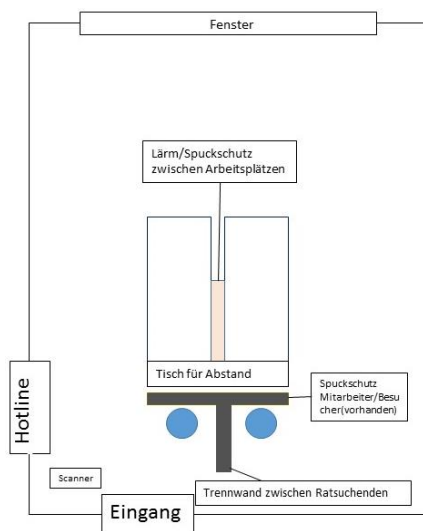 Fenster
Lärm/Spuckschutz
zwischen Arbeitsplätzen
Tisch für Abstand
Spuckschutz
Mitarbeiter/Besu
cher(vorhanden)
Hotline
Scanner
Trennwand zwischen Ratsuchenden
Eingang